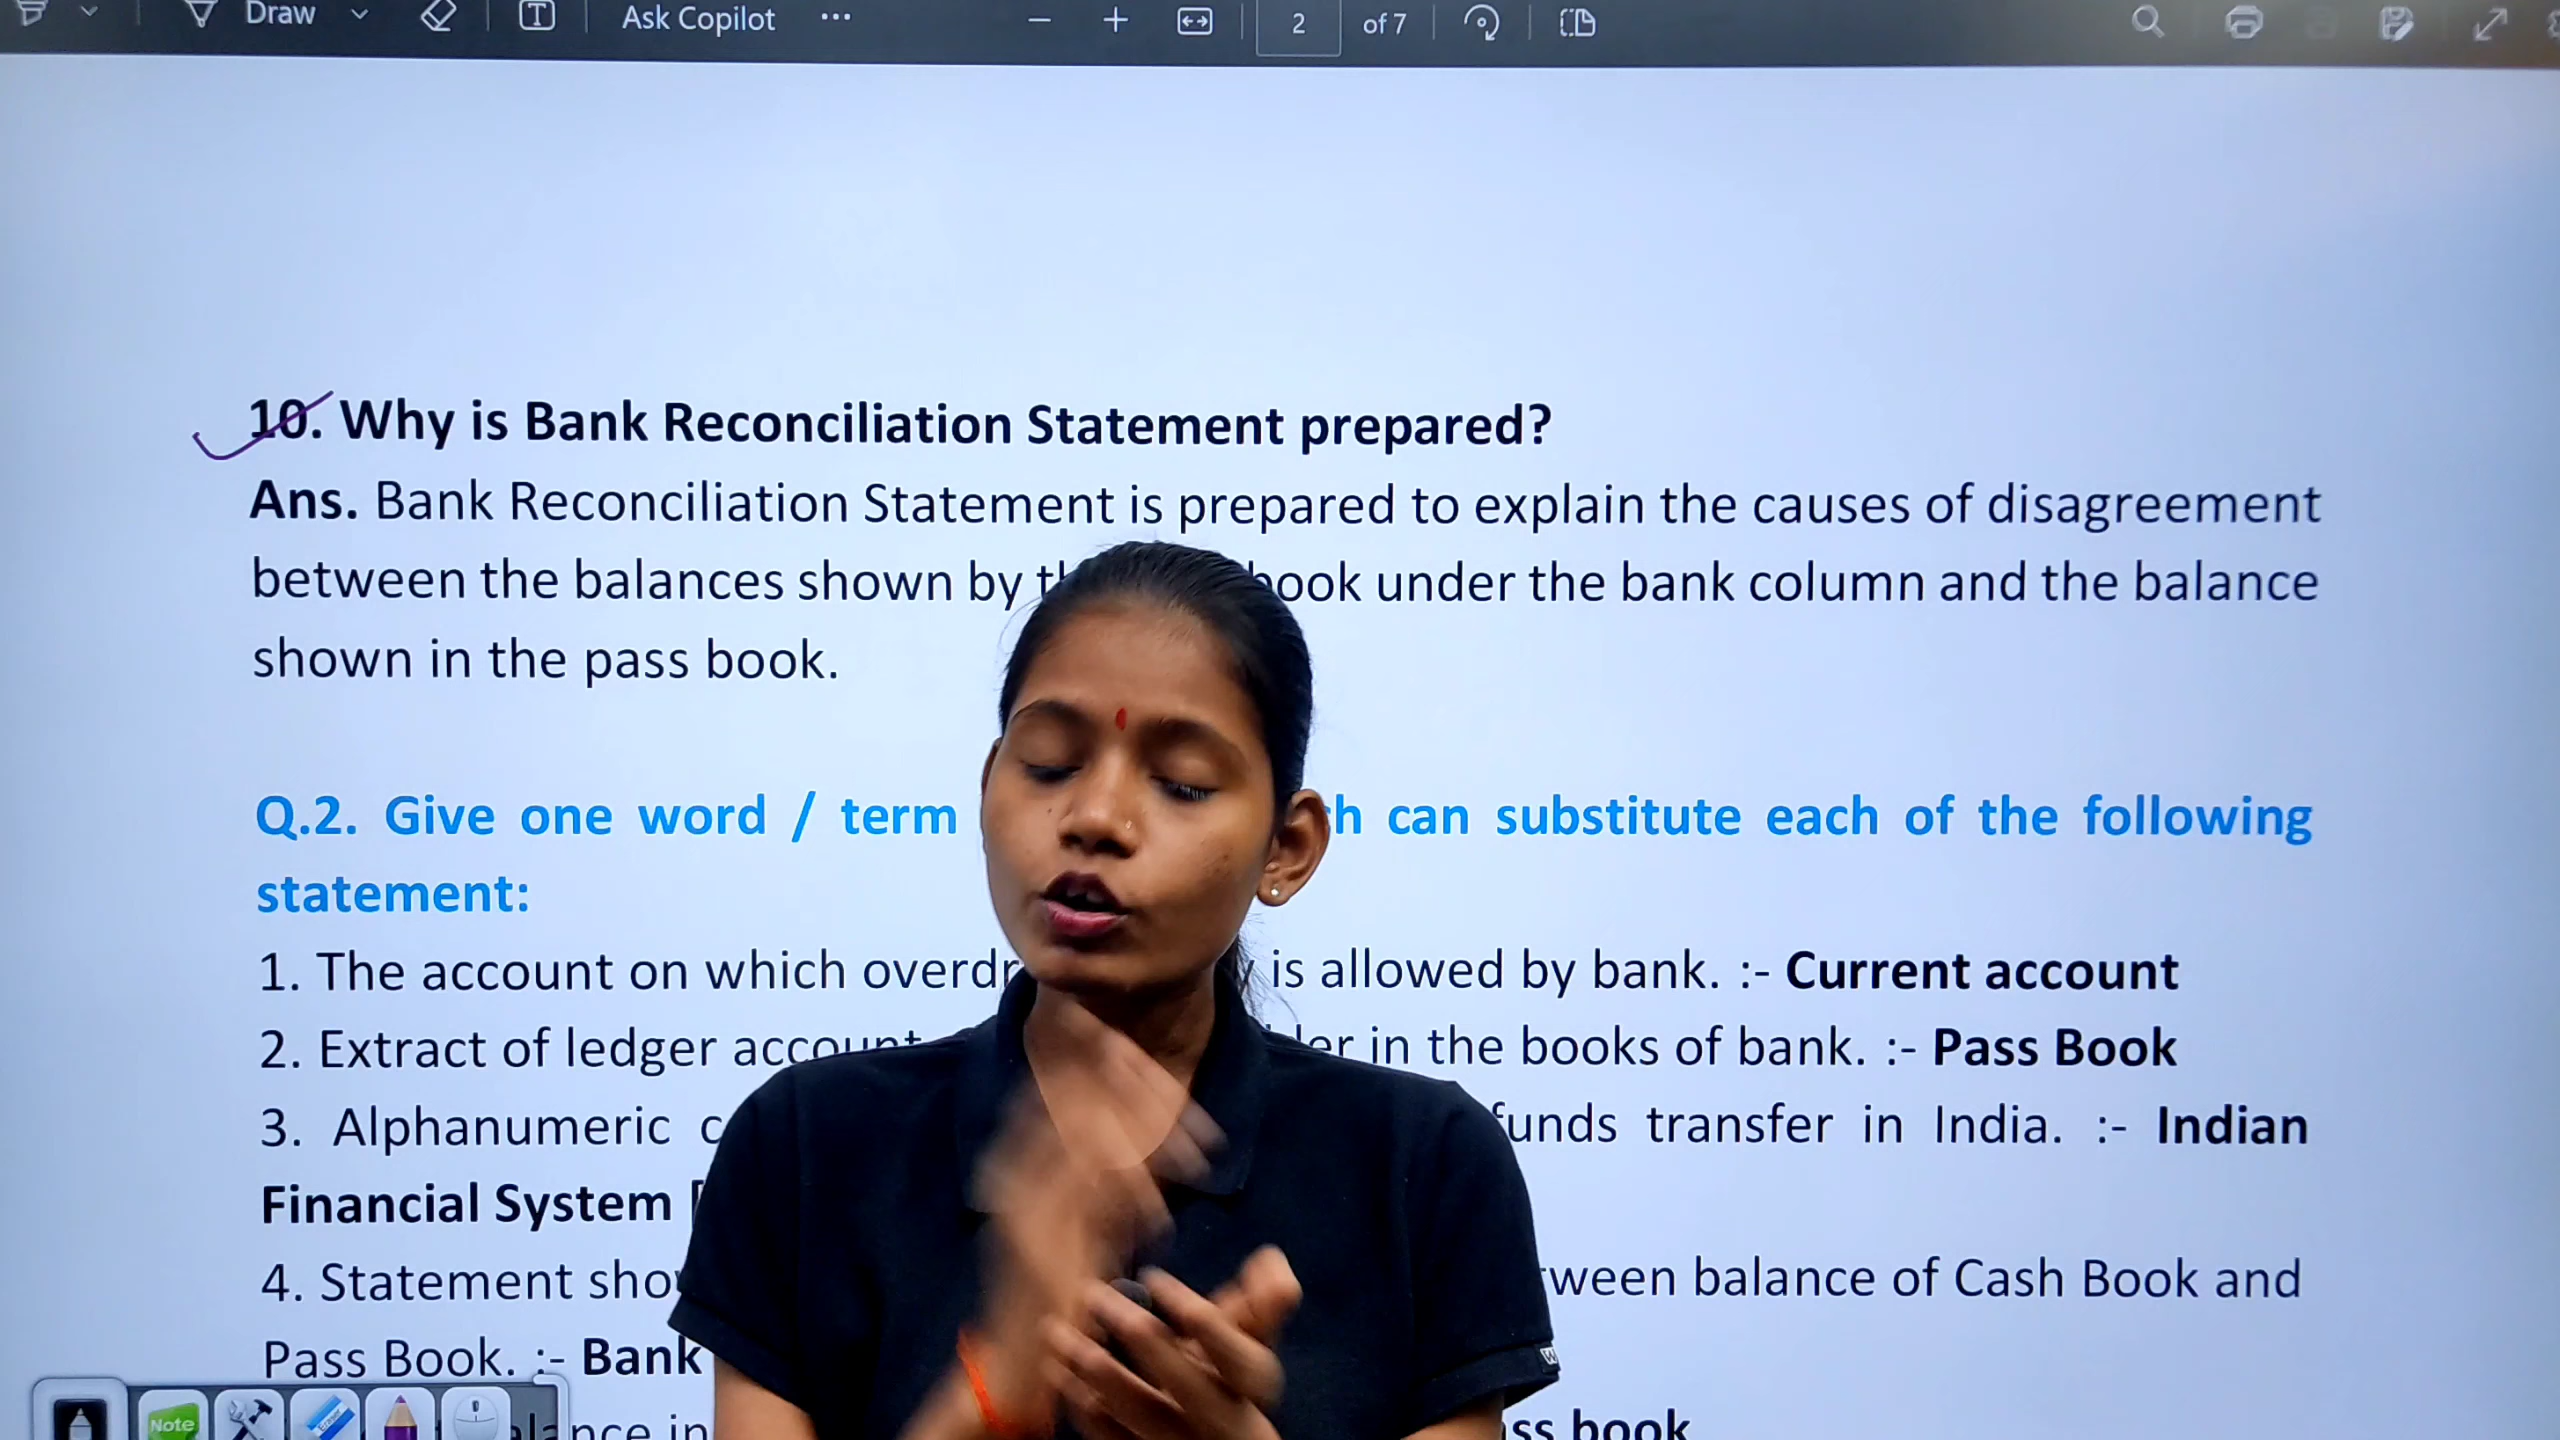 Draw
Ask Copilot ...
2 of 7
10. Why is Bank Reconciliation Statement prepared?
Ans. Bank Reconciliation Statement is prepared to explain the causes of disagreement
between the balances shown by book under the bank column and the balance
shown in the pass book.
Q.2. Give one word / term can substitute each of the following
statement:
1. The account on which is allowed by bank. :- Current account
2. Extract of ledger account in the books of bank. :- Pass Book
3. Alphanumeric funds transfer in India. :- Indian
Financial System
4. Statement balance of Cash Book and
Pass Book. :- Bank
Note
in book